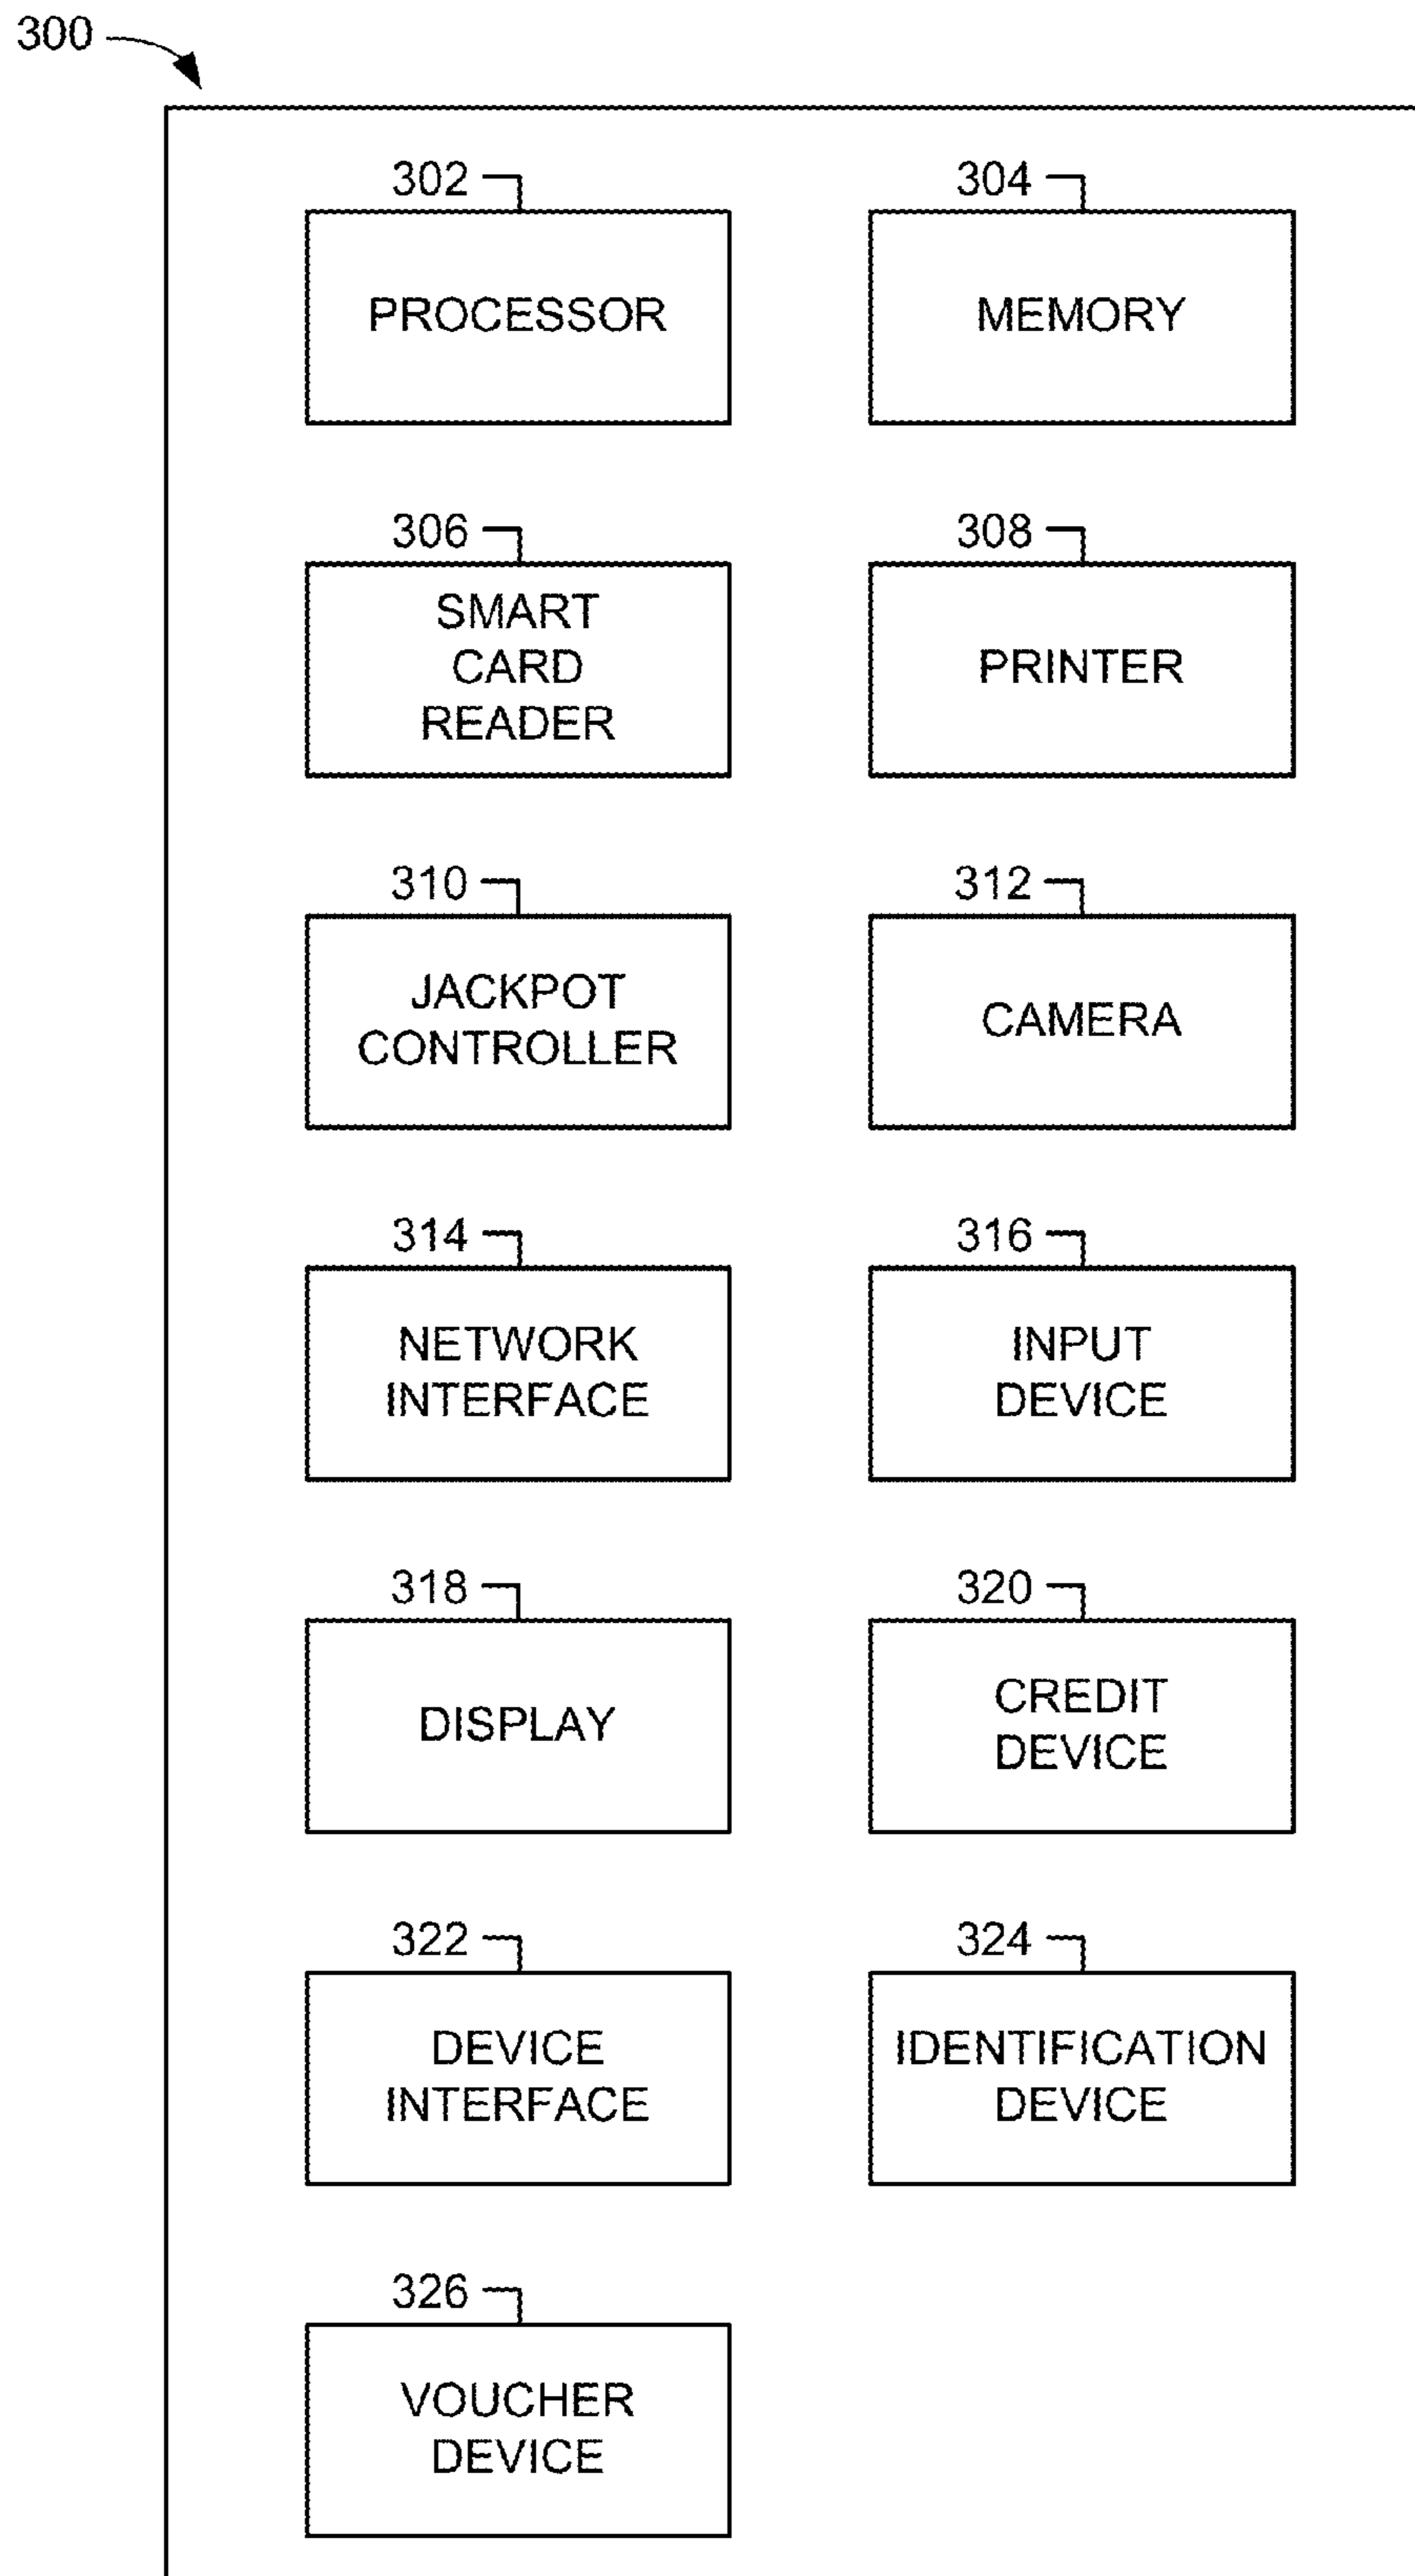 300
302
304
PROCESSOR
MEMORY
306
308
SMART
CARD
READER
PRINTER
310
312
JACKPOT
CONTROLLER
CAMERA
314
316
NETWORK
INTERFACE
INPUT
DEVICE
318
320
DISPLAY
CREDIT
DEVICE
322
324
DEVICE
INTERFACE
IDENTIFICATION
DEVICE
326
VOUCHER
DEVICE